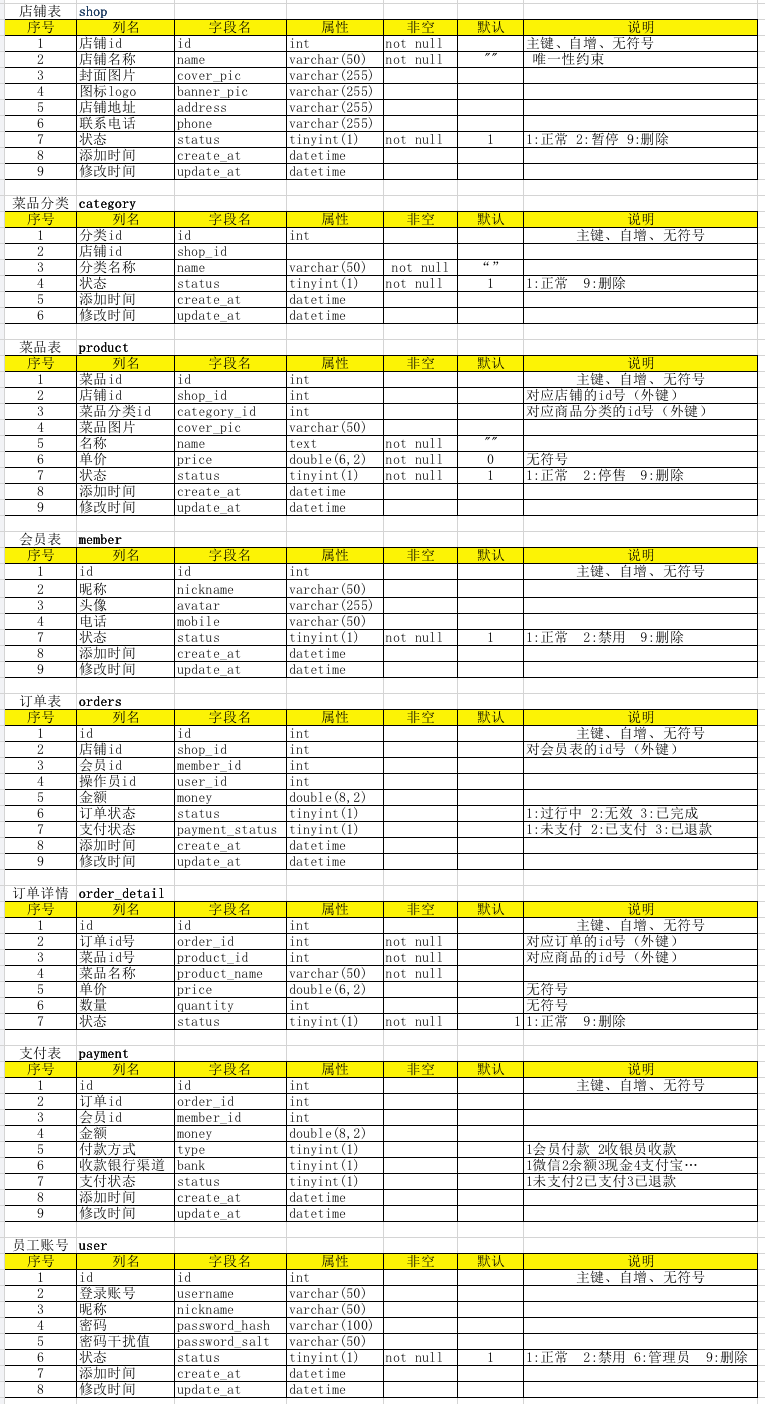 店铺表 shop
序号 列名 字段名 属性 非空 默认 说明
1 店铺id id int not null 主键、自增、无符号
2 店铺名称 name varchar(50) not null "" 唯一性约束
3 封面图片 cover_pic varchar(255)
4 图标logo banner_pic varchar(255)
5 店铺地址 address varchar(255)
6 联系电话 phone varchar(255)
7 状态 status tinyint(1) not null 1 1:正常 2:暂停 9:删除
8 添加时间 create_at datetime
9 修改时间 update_at datetime
菜品分类 category
序号 列名 字段名 属性 非空 默认 说明
1 分类id id int 主键、自增、无符号
2 店铺id shop_id
3 分类名称 name varchar(50) not null “”
4 状态 status tinyint(1) not null 1 1:正常 9:删除
5 添加时间 create_at datetime
6 修改时间 update_at datetime
菜品表 product
序号 列名 字段名 属性 非空 默认 说明
1 菜品id id int 主键、自增、无符号
2 店铺id shop_id int 对应店铺的id号（外键）
3 菜品分类id category_id int 对应商品分类的id号（外键）
4 菜品图片 cover_pic varchar(50)
5 名称 name text not null ""
6 单价 price double(6,2) not null 0 无符号
7 状态 status tinyint(1) not null 1 1:正常 2:停售 9:删除
8 添加时间 create_at datetime
9 修改时间 update_at datetime
会员表 member
序号 列名 字段名 属性 非空 默认 说明
1 id id int 主键、自增、无符号
2 昵称 nickname varchar(50)
3 头像 avatar varchar(255)
4 电话 mobile varchar(50)
7 状态 status tinyint(1) not null 1 1:正常 2:禁用 9:删除
8 添加时间 create_at datetime
9 修改时间 update_at datetime
订单表 orders
序号 列名 字段名 属性 非空 默认 说明
1 id id int 主键、自增、无符号
2 店铺id shop_id int 对会员表的id号（外键）
3 会员id member_id int
4 操作员id user_id int
5 金额 money double(8,2)
6 订单状态 status tinyint(1) 1:过行中 2:无效 3:已完成
7 支付状态 payment_status tinyint(1) 1:未支付 2:已支付 3:已退款
8 添加时间 create_at datetime
9 修改时间 update_at datetime
订单详情 order_detail
序号 列名 字段名 属性 非空 默认 说明
1 id id int 主键、自增、无符号
2 订单id号 order_id int not null 对应订单的id号（外键）
3 菜品id号 product_id int not null 对应商品的id号（外键）
4 菜品名称 product_name varchar(50) not null
5 单价 price double(6,2) 无符号
6 数量 quantity int 无符号
7 状态 status tinyint(1) not null 1 1:正常 9:删除
支付表 payment
序号 列名 字段名 属性 非空 默认 说明
1 id id int 主键、自增、无符号
2 订单id order_id int
3 会员id member_id int
4 金额 money double(8,2)
5 付款方式 type tinyint(1) 1会员付款 2收银员收款
6 收款银行渠道 bank tinyint(1) 1微信2余额3现金4支付宝…
7 支付状态 status tinyint(1) 1未支付2已支付3已退款
8 添加时间 create_at datetime
9 修改时间 update_at datetime
员工账号 user
序号 列名 字段名 属性 非空 默认 说明
1 id id int 主键、自增、无符号
2 登录账号 username varchar(50)
3 昵称 nickname varchar(50)
4 密码 password_hash varchar(100)
5 密码干扰值 password_salt varchar(50)
6 状态 status tinyint(1) not null 1 1:正常 2:禁用 6:管理员 9:删除
7 添加时间 create_at datetime
8 修改时间 update_at datetime